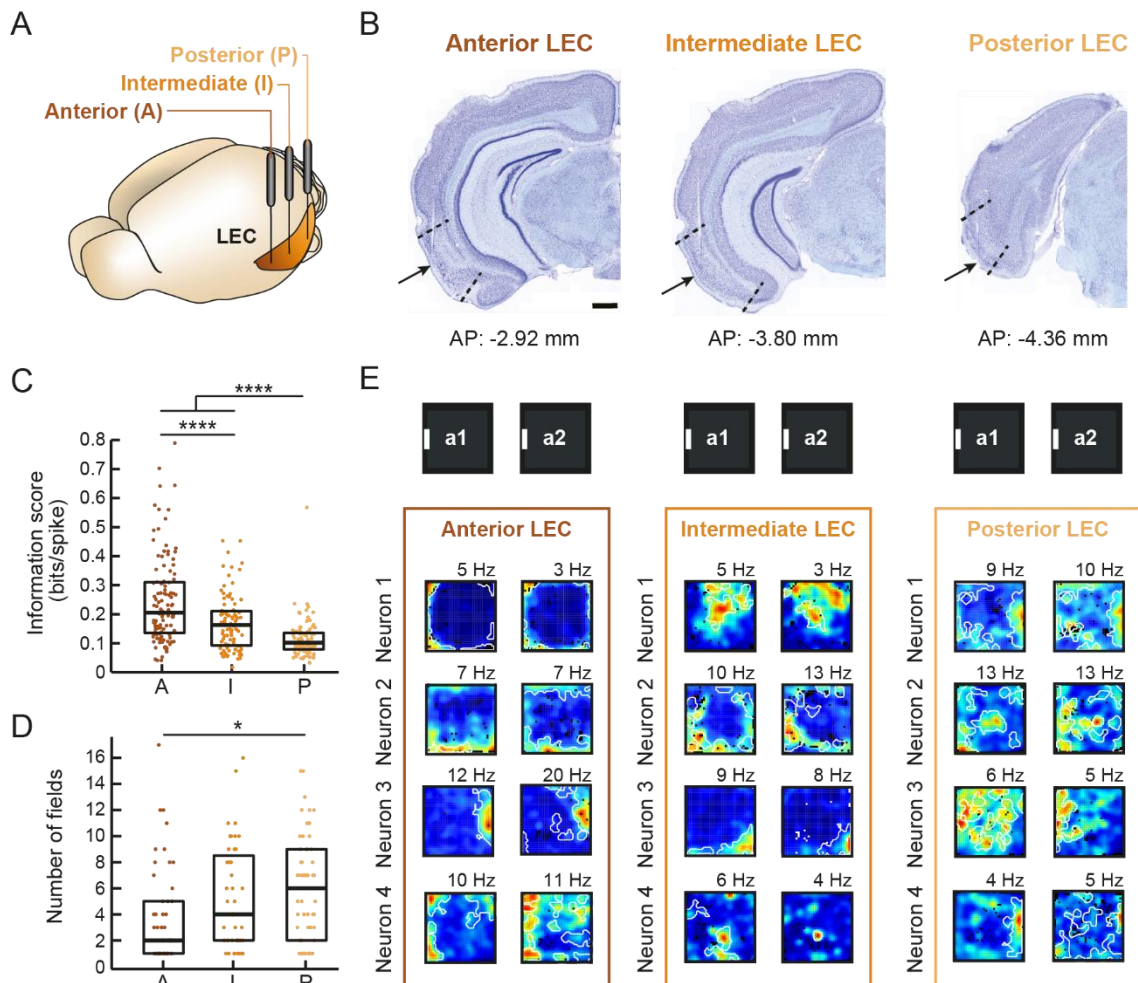 A
Posterior (P)
Intermediate (I)
Anterior (A)
LEC
B
Anterior LEC
Intermediate LEC
Posterior LEC
AP: -2.92 mm
AP: -3.80 mm
AP: -4.36 mm
C
****
****
Information score
(bits/spike)
0.8
0.7
0.6
0.5
0.4
0.3
0.2
0.1
0
A
I
P
D
*
Number of fields
16
14
12
10
8
6
4
2
0
A
I
P
E
a1
a2
a1
a2
a1
a2
Anterior LEC
Neuron 1
5 Hz
3 Hz
Neuron 2
7 Hz
7 Hz
Neuron 3
12 Hz
20 Hz
Neuron 4
10 Hz
11 Hz
Intermediate LEC
Neuron 1
5 Hz
3 Hz
Neuron 2
10 Hz
13 Hz
Neuron 3
9 Hz
8 Hz
Neuron 4
6 Hz
4 Hz
Posterior LEC
Neuron 1
9 Hz
10 Hz
Neuron 2
13 Hz
13 Hz
Neuron 3
6 Hz
5 Hz
Neuron 4
4 Hz
5 Hz